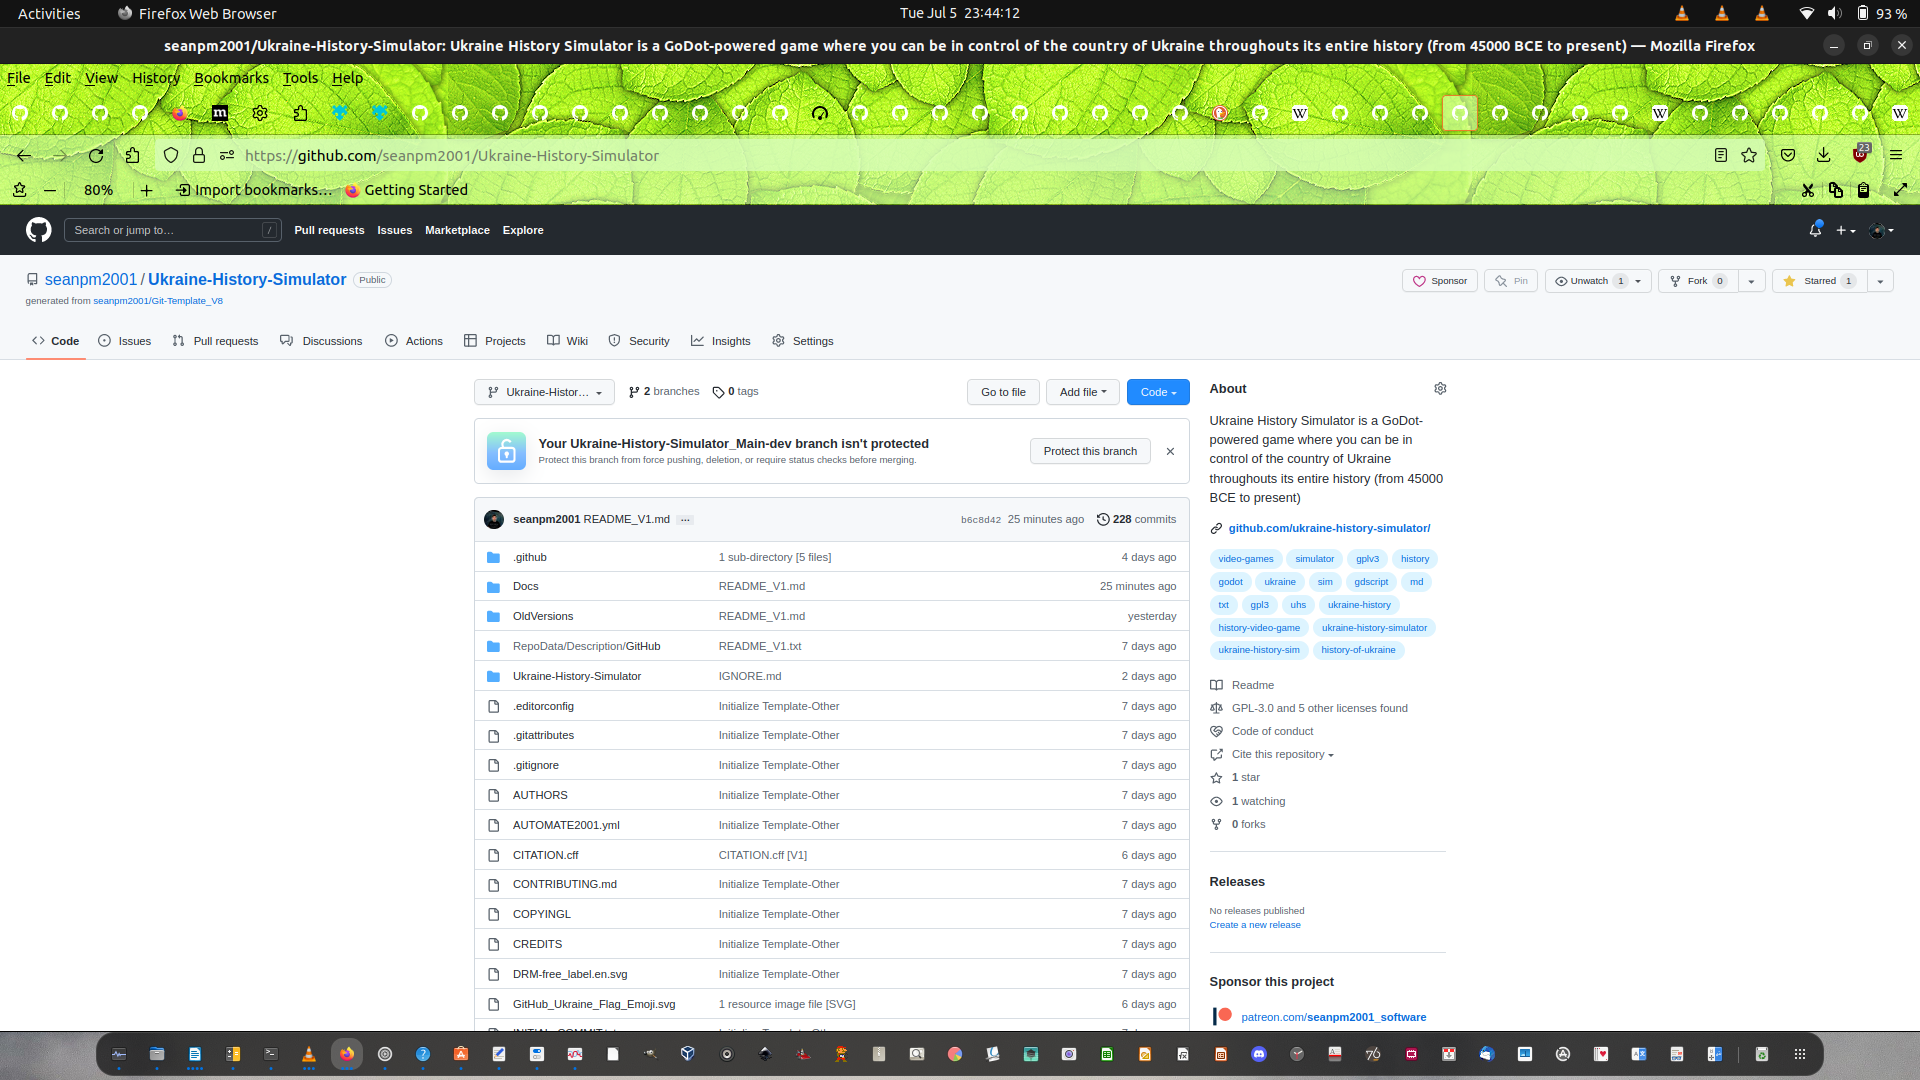 Activities Firefox Web Browser Tue Jul 5 23:44:12 93 %
seanpm2001/Ukraine-History-Simulator: Ukraine History Simulator is a GoDot-powered game where you can be in control of the country of Ukraine throughouts its entire history (from 45000 BCE to present) — Mozilla Firefox
File Edit View History Bookmarks Tools Help
https://github.com/seanpm2001/Ukraine-History-Simulator 23
80% Import bookmarks… Getting Started
Search or jump to… / Pull requests Issues Marketplace Explore
seanpm2001 / Ukraine-History-Simulator Public Sponsor Pin Unwatch 1 Fork 0 Starred 1
generated from seanpm2001/Git-Template_V8
Code Issues Pull requests Discussions Actions Projects Wiki Security Insights Settings
Ukraine-Histor… 2 branches 0 tags Go to file Add file Code
Your Ukraine-History-Simulator_Main-dev branch isn't protected
Protect this branch from force pushing, deletion, or require status checks before merging.
Protect this branch
seanpm2001 README_V1.md … b6c8d42 25 minutes ago 228 commits
.github 1 sub-directory [5 files] 4 days ago
Docs README_V1.md 25 minutes ago
OldVersions README_V1.md yesterday
RepoData/Description/GitHub README_V1.txt 7 days ago
Ukraine-History-Simulator IGNORE.md 2 days ago
.editorconfig Initialize Template-Other 7 days ago
.gitattributes Initialize Template-Other 7 days ago
.gitignore Initialize Template-Other 7 days ago
AUTHORS Initialize Template-Other 7 days ago
AUTOMATE2001.yml Initialize Template-Other 7 days ago
CITATION.cff CITATION.cff [V1] 6 days ago
CONTRIBUTING.md Initialize Template-Other 7 days ago
COPYINGL Initialize Template-Other 7 days ago
CREDITS Initialize Template-Other 7 days ago
DRM-free_label.en.svg Initialize Template-Other 7 days ago
GitHub_Ukraine_Flag_Emoji.svg 1 resource image file [SVG] 6 days ago
About
Ukraine History Simulator is a GoDot-
powered game where you can be in
control of the country of Ukraine
throughouts its entire history (from 45000
BCE to present)
github.com/ukraine-history-simulator/
video-games simulator gplv3 history
godot ukraine sim gdscript md
txt gpl3 uhs ukraine-history
history-video-game ukraine-history-simulator
ukraine-history-sim history-of-ukraine
Readme
GPL-3.0 and 5 other licenses found
Code of conduct
Cite this repository
1 star
1 watching
0 forks
Releases
No releases published
Create a new release
Sponsor this project
patreon.com/seanpm2001_software